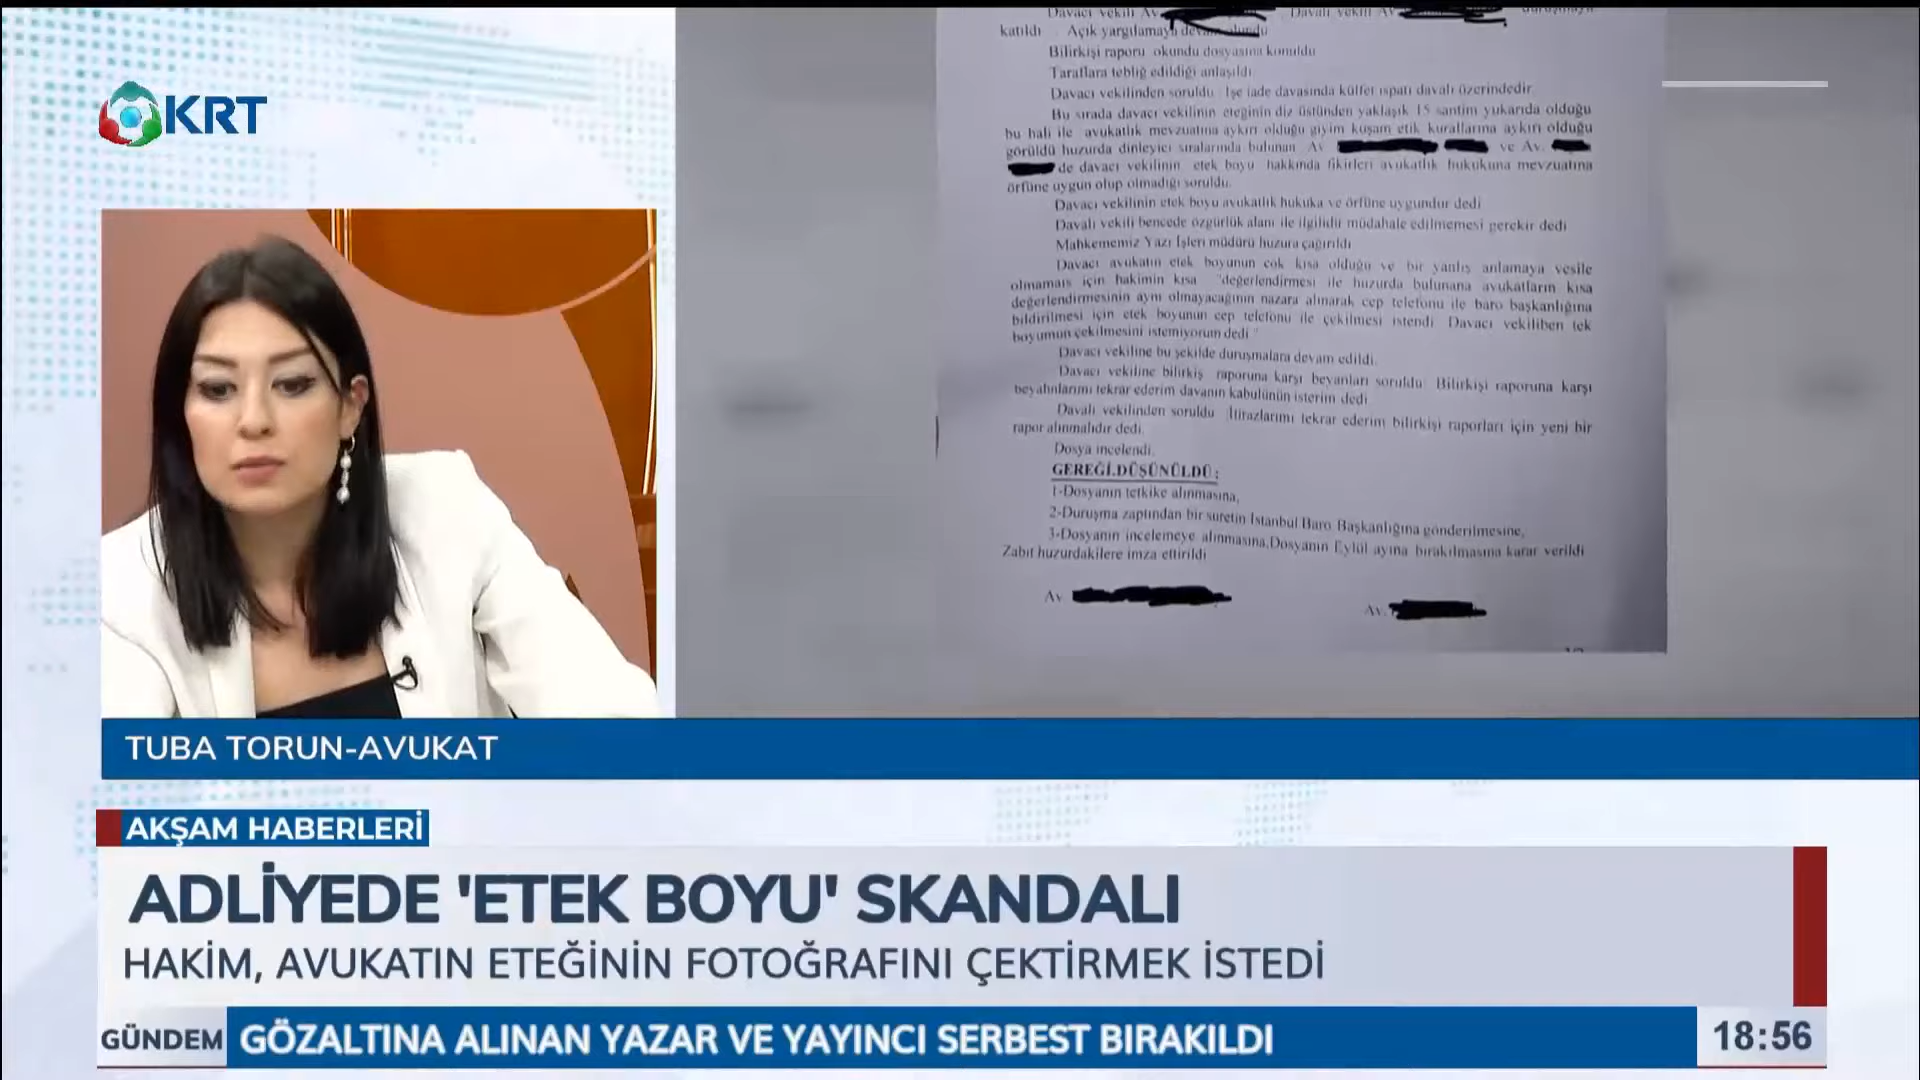 Davacı vekili Av. , Davalı vekili Av. duruşmaya
katıldı . Açık yargılamaya devam olundu
Bilirkişi raporu okundu dosyasına konuldu
Taraflara tebliğ edildiği anlaşıldı.
Davacı vekilinden soruldu : İşe iade davasında külfet ispatı davalı üzerindedir.
Bu sırada davacı vekilinin eteğinin diz üstünden yaklaşık 15 santim yukarıda olduğu
bu hali ile avukatlık mevzuatına aykırı olduğu giyim kuşam etik kurallarına aykırı olduğu
görüldü huzurda dinleyici sıralarında bulunan Av ve Av.
de davacı vekilinin etek boyu hakkında fikirleri avukatlık hukukuna mevzuatına
örfüne uygun olup olmadığı soruldu.
Davacı vekilinin etek boyu avukatlık hukuka ve örfüne uygundur dedi
Davalı vekili bencede özgürlük alanı ile ilgilidir müdahale edilmemesi gerekir dedi
Mahkememiz Yazı İşleri müdürü huzura çağırıldı
Davacı avukatın etek boyunun çok kısa olduğu ve bir yanlış anlamaya vesile
olmamaıs için hakimin kısa "değerlendirmesi ile huzurda bulunana avukatların kısa
değerlendirmesinin aynı olmayacağının nazara alınarak cep telefonu ile baro başkanlığına
bildirilmesi için etek boyunun cep telefonu ile çekilmesi istendi Davacı vekiliben tek
boyumun çekilmesini istemiyorum dedi "
Davacı vekiline bu şekilde duruşmalara devam edildi.
Davacı vekiline bilirkiş raporuna karşı beyanları soruldu: Bilirkişi raporuna karşı
beyanlarımı tekrar ederim davanın kabulünün isterim dedi
Davalı vekilinden soruldu :İtirazlarımı tekrar ederim bilirkişi raporları için yeni bir
rapor alınmalıdır dedi.
Dosya incelendi.
GEREĞİ.DÜŞÜNÜLDÜ:
1-Dosyanın tetkike alınmasına,
2-Duruşma zaptından bir suretin İstanbul Baro Başkanlığına gönderilmesine,
3-Dosyanın incelemeye alınmasına,Dosyanın Eylül ayına bırakılmasına karar verildi
Zabıt huzurdakilere imza ettirildi
Av
Av.
KRT
TUBA TORUN-AVUKAT
AKŞAM HABERLERİ
ADLİYEDE 'ETEK BOYU' SKANDALI
HAKİM, AVUKATIN ETEĞİNİN FOTOĞRAFINI ÇEKTİRMEK İSTEDİ
GÜNDEM GÖZALTINA ALINAN YAZAR VE YAYINCI SERBEST BIRAKILDI
18:56